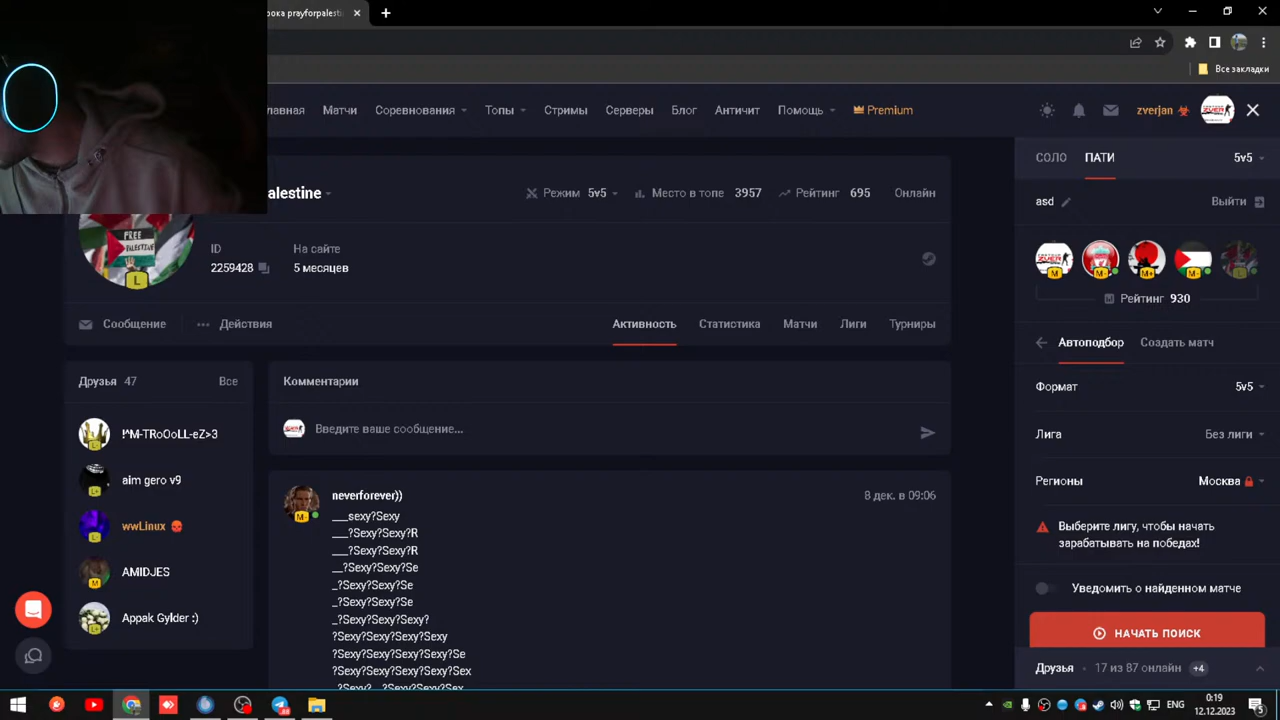 рока prayforpalesti
Все закладки
лавная Матчи Соревнования Топы Стримы Серверы Блог Античит Помощь Premium
zverjan
СОЛО ПАТИ 5v5
alestine
Режим 5v5 Место в топе 3957 Рейтинг 695 Онлайн
asd Выйти
ID
2259428
На сайте
5 месяцев
FREE
PALESTINE
L
M M M+ M-
Рейтинг 930
Сообщение Действия
Активность Статистика Матчи Лиги Турниры
Автоподбор Создать матч
Друзья 47 Все
Комментарии
Формат 5v5
Введите ваше сообщение...
!^M-TRoOoLL-eZ>3
aim gero v9
wwLinux
AMIDJES
Appak Gylder :)
Лига Без лиги
Регионы Москва
neverforever))
8 дек. в 09:06
___sexy?Sexy
___?Sexy?Sexy?R
___?Sexy?Sexy?R
__?Sexy?Sexy?Se
_?Sexy?Sexy?Se
_?Sexy?Sexy?Se
_?Sexy?Sexy?Sexy?
?Sexy?Sexy?Sexy?Sexy
?Sexy?Sexy?Sexy?Sexy?Se
?Sexy?Sexy?Sexy?Sexy?Sex
Выберите лигу, чтобы начать
зарабатывать на победах!
Уведомить о найденном матче
НАЧАТЬ ПОИСК
Друзья 17 из 87 онлайн +4
ENG
0:19
12.12.2023